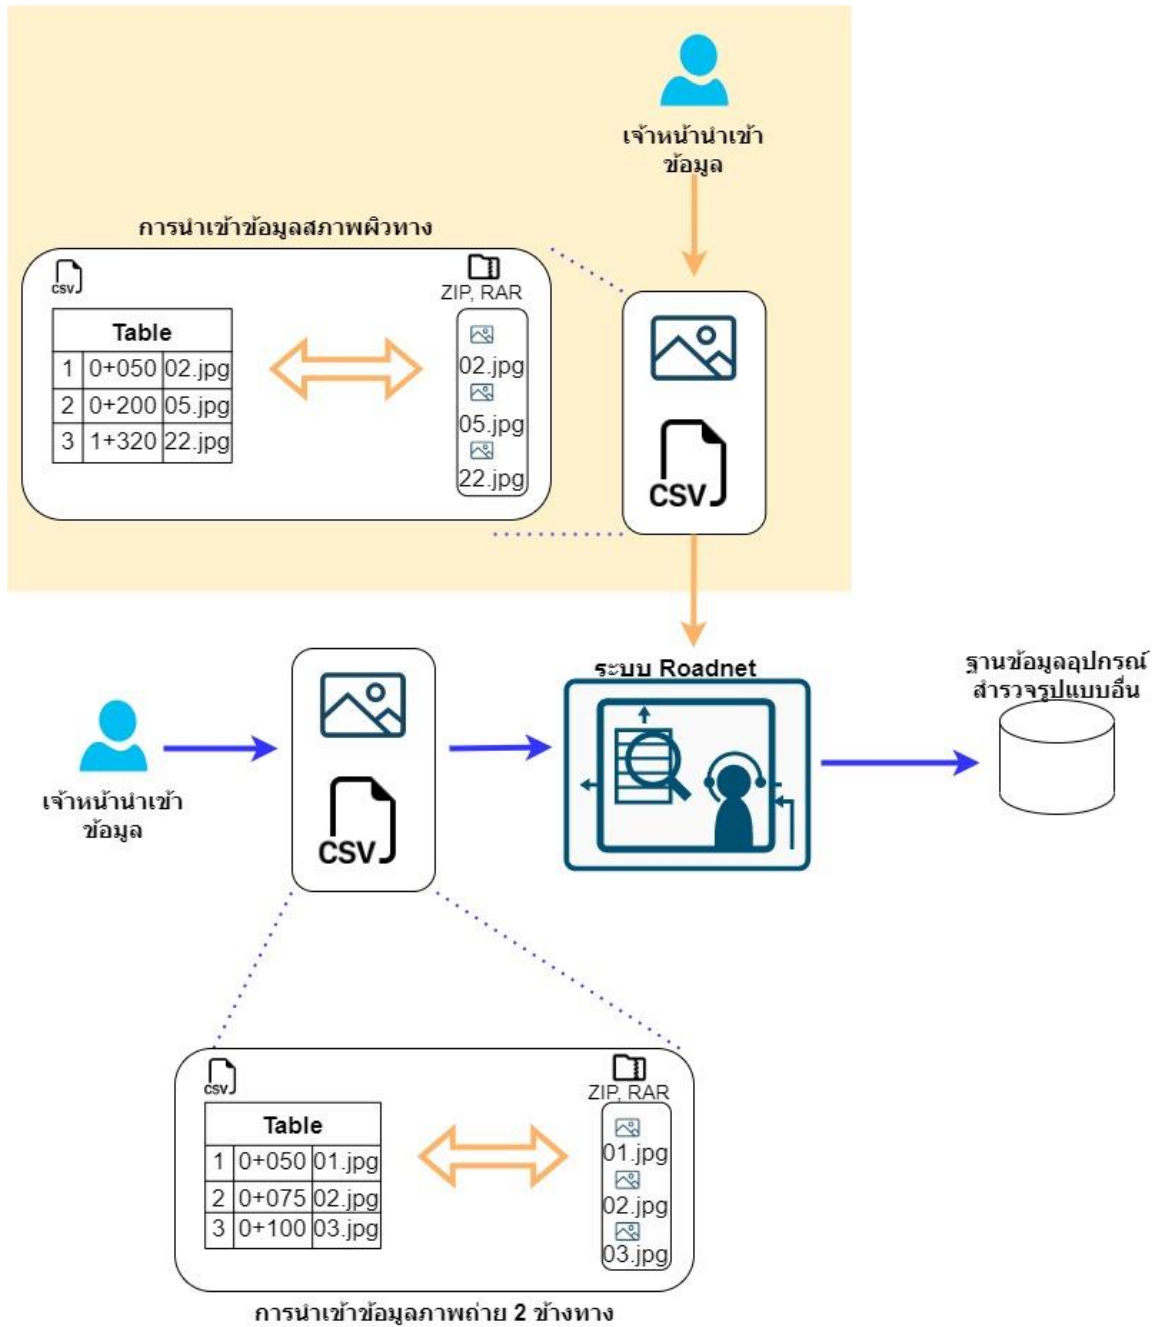 เจ้าหน้านำเข้า
ข้อมูล
การนำเข้าข้อมูลสภาพผิวทาง
CSV
ZIP, RAR
Table
1 0+050 02.jpg
2 0+200 05.jpg
3 1+320 22.jpg
02.jpg
05.jpg
22.jpg
CSV
ระบบ Roadnet
ฐานข้อมูลอุปกรณ์
สำรวจรูปแบบอื่น
เจ้าหน้านำเข้า
ข้อมูล
CSV
CSV
ZIP, RAR
Table
1 0+050 01.jpg
2 0+075 02.jpg
3 0+100 03.jpg
01.jpg
02.jpg
03.jpg
การนำเข้าข้อมูลภาพถ่าย 2 ข้างทาง